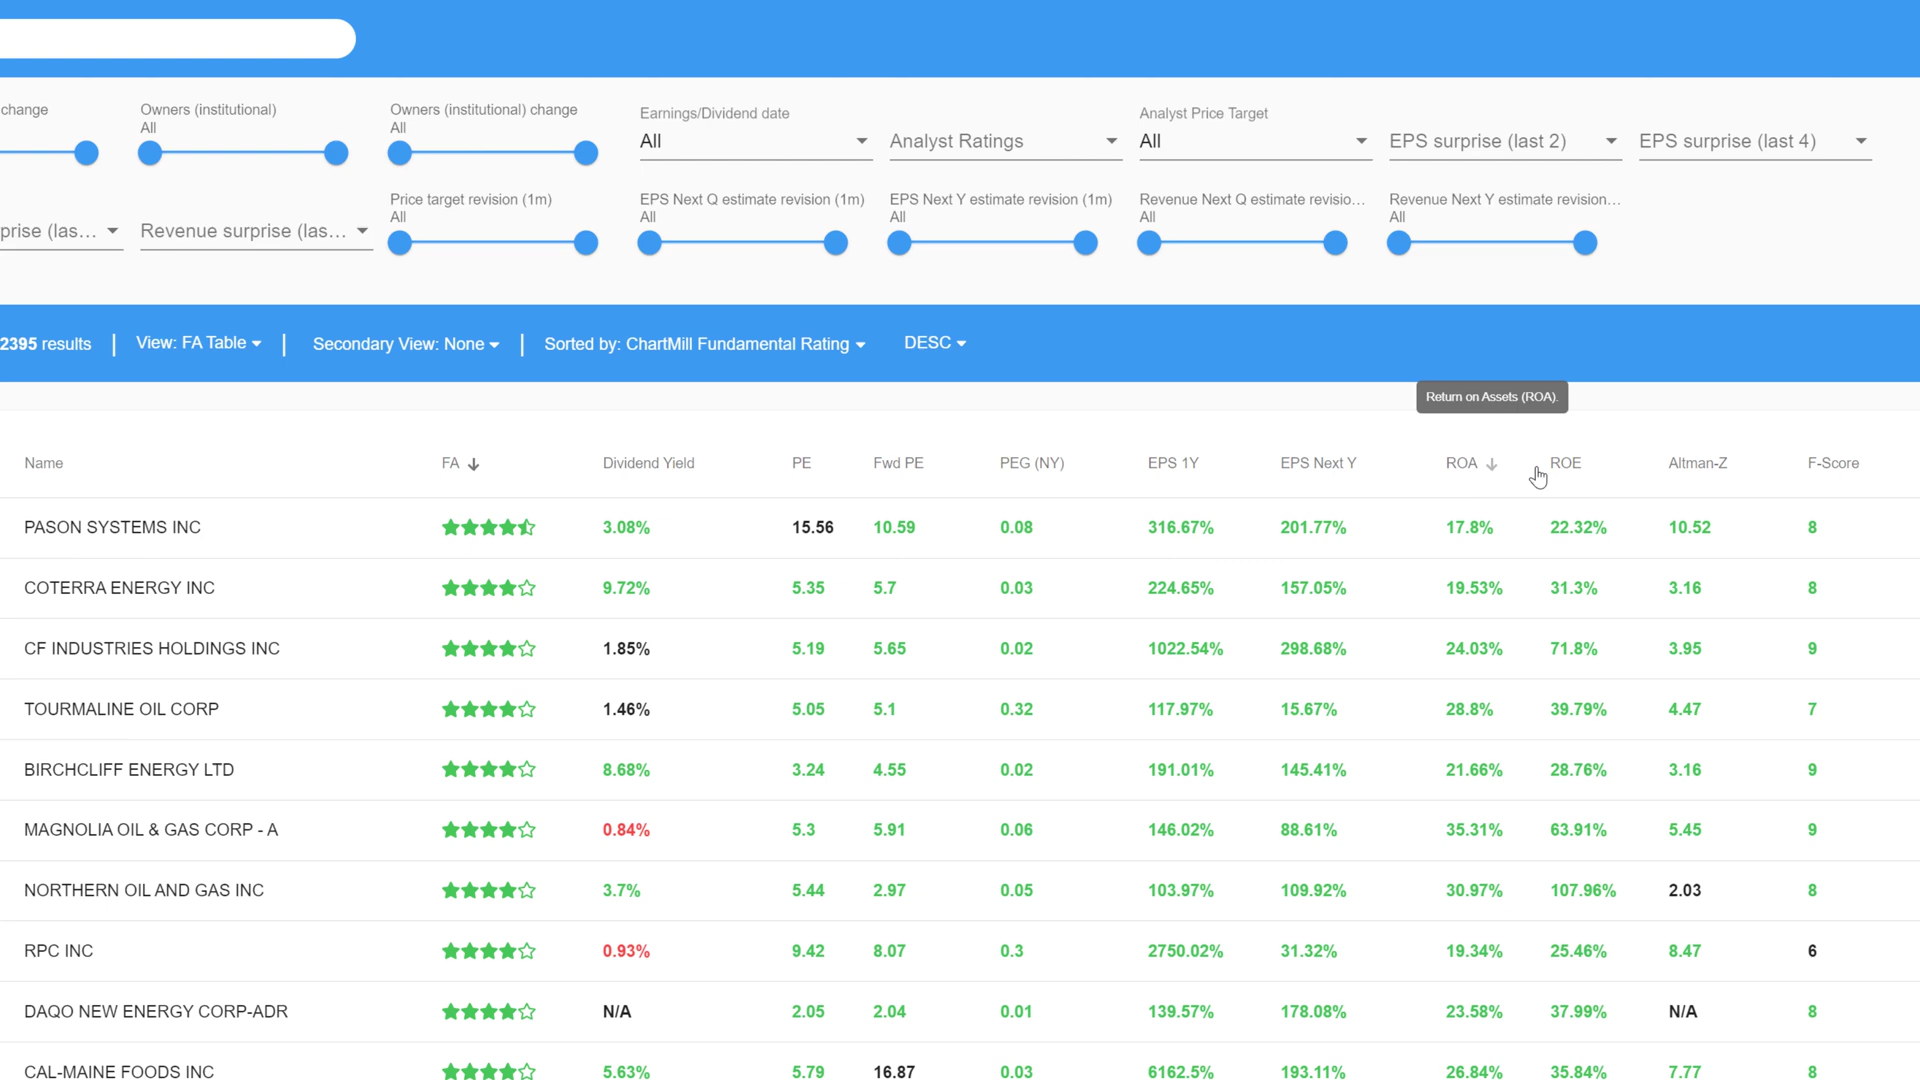 change
Owners (institutional)
All
Owners (institutional) change
All
Earnings/Dividend date
All
Analyst Ratings
Analyst Price Target
All
EPS surprise (last 2)
EPS surprise (last 4)
prise (las...
Revenue surprise (las...
Price target revision (1m)
All
EPS Next Q estimate revision (1m)
All
EPS Next Y estimate revision (1m)
All
Revenue Next Q estimate revisio...
All
Revenue Next Y estimate revision...
All
2395 results | View: FA Table | Secondary View: None | Sorted by: ChartMill Fundamental Rating DESC
Return on Assets (ROA).
Name FA Dividend Yield PE Fwd PE PEG (NY) EPS 1Y EPS Next Y ROA ROE Altman-Z F-Score
PASON SYSTEMS INC 3.08% 15.56 10.59 0.08 316.67% 201.77% 17.8% 22.32% 10.52 8
COTERRA ENERGY INC 9.72% 5.35 5.7 0.03 224.65% 157.05% 19.53% 31.3% 3.16 8
CF INDUSTRIES HOLDINGS INC 1.85% 5.19 5.65 0.02 1022.54% 298.68% 24.03% 71.8% 3.95 9
TOURMALINE OIL CORP 1.46% 5.05 5.1 0.32 117.97% 15.67% 28.8% 39.79% 4.47 7
BIRCHCLIFF ENERGY LTD 8.68% 3.24 4.55 0.02 191.01% 145.41% 21.66% 28.76% 3.16 9
MAGNOLIA OIL & GAS CORP - A 0.84% 5.3 5.91 0.06 146.02% 88.61% 35.31% 63.91% 5.45 9
NORTHERN OIL AND GAS INC 3.7% 5.44 2.97 0.05 103.97% 109.92% 30.97% 107.96% 2.03 8
RPC INC 0.93% 9.42 8.07 0.3 2750.02% 31.32% 19.34% 25.46% 8.47 6
DAQO NEW ENERGY CORP-ADR N/A 2.05 2.04 0.01 139.57% 178.08% 23.58% 37.99% N/A 8
CAL-MAINE FOODS INC 5.63% 5.79 16.87 0.03 6162.5% 193.11% 26.84% 35.84% 7.77 8